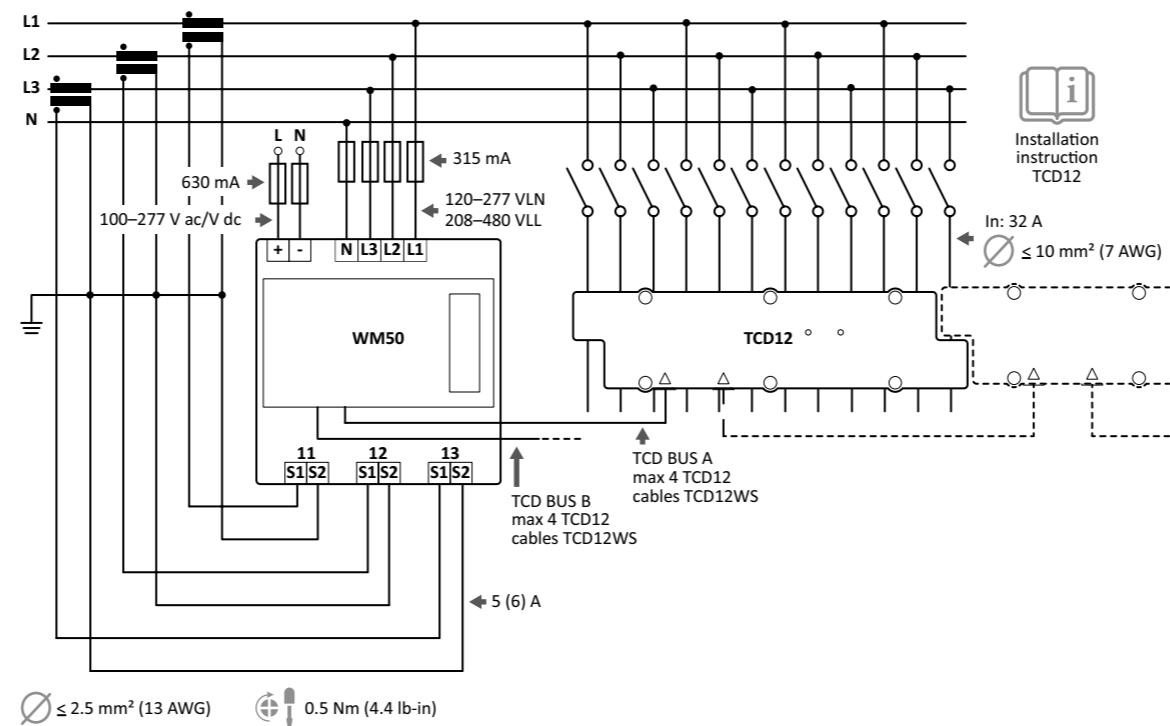 L1
L2
L3
N
L N
630 mA
100–277 V ac/V dc
315 mA
120–277 VLN
208–480 VLL
i
Installation
instruction
TCD12
In: 32 A
≤ 10 mm² (7 AWG)
+ - N L3 L2 L1
WM50
TCD12
11 12 13
S1 S2 S1 S2 S1 S2
TCD BUS A
max 4 TCD12
cables TCD12WS
TCD BUS B
max 4 TCD12
cables TCD12WS
5 (6) A
≤ 2.5 mm² (13 AWG)
0.5 Nm (4.4 lb-in)